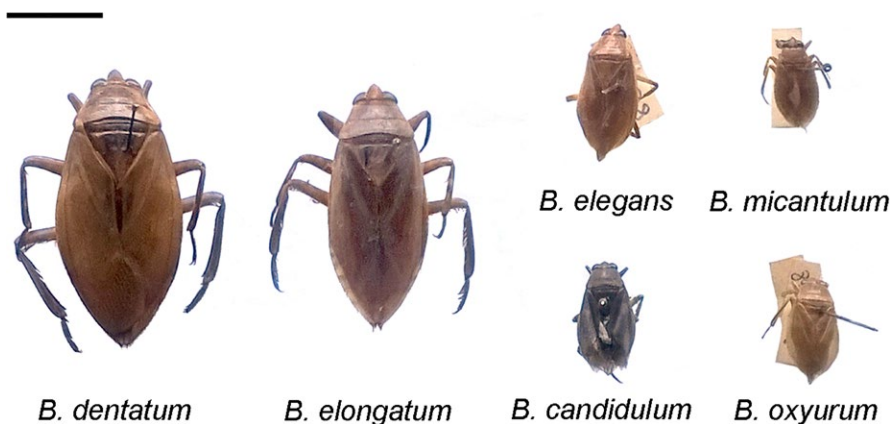 B. elegans
B. micantulum
B. dentatum
B. elongatum
B. candidulum
B. oxyurum